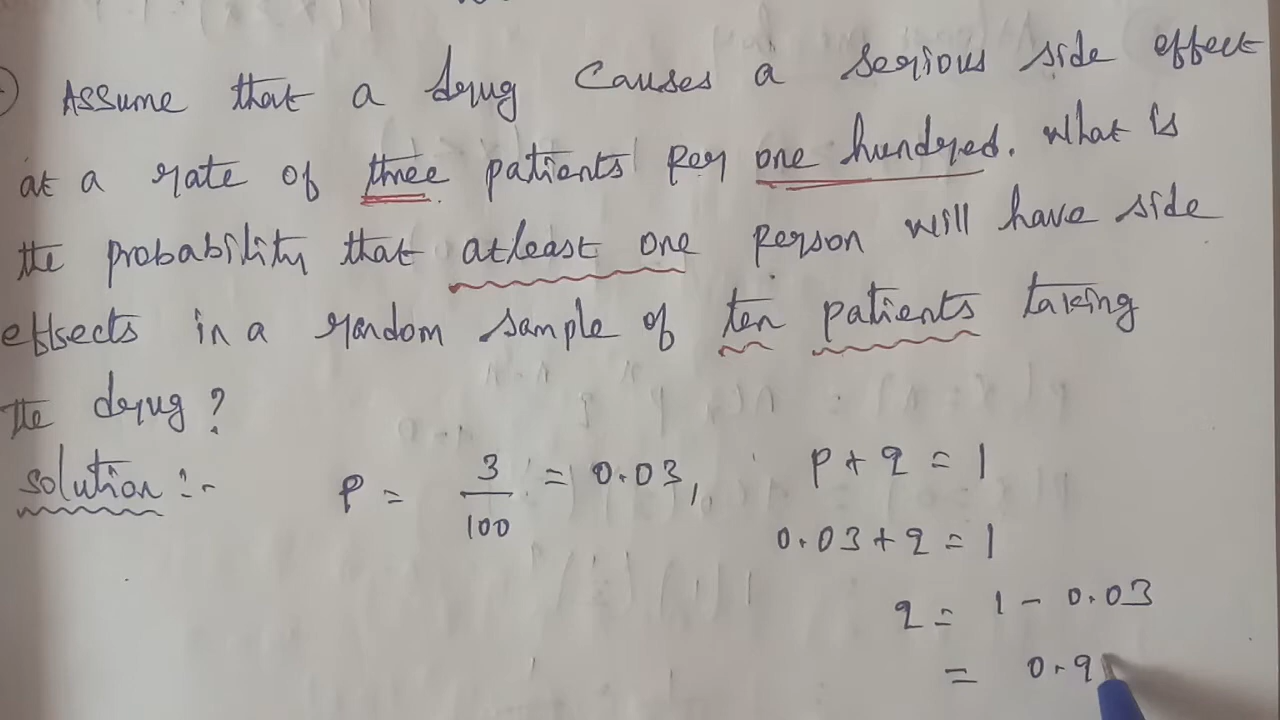 Assume that a drug causes a serious side effect
at a rate of three patients per one hundred. What is
the probability that atleast one person will have side
effsects in a random sample of ten patients taking
the drug?
solution :-
P = 3/100 = 0.03, P + q = 1
0.03 + q = 1
q = 1 - 0.03
= 0.9